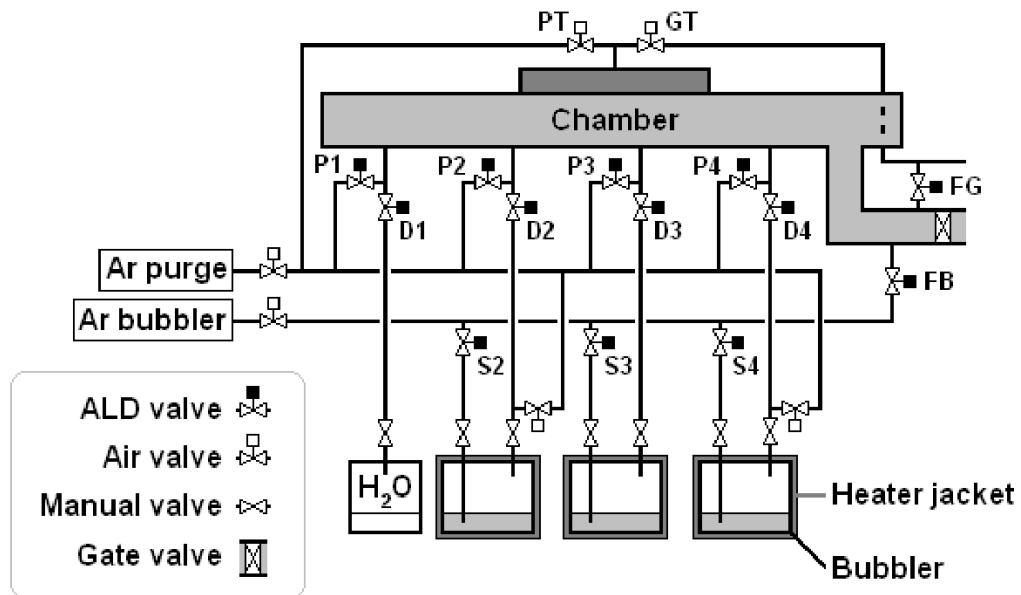 PT GT
Chamber
P1 P2 P3 P4
FG
D1 D2 D3 D4
Ar purge
FB
Ar bubbler
S2 S3 S4
ALD valve
Air valve
Manual valve
Gate valve
H2O
Heater jacket
Bubbler